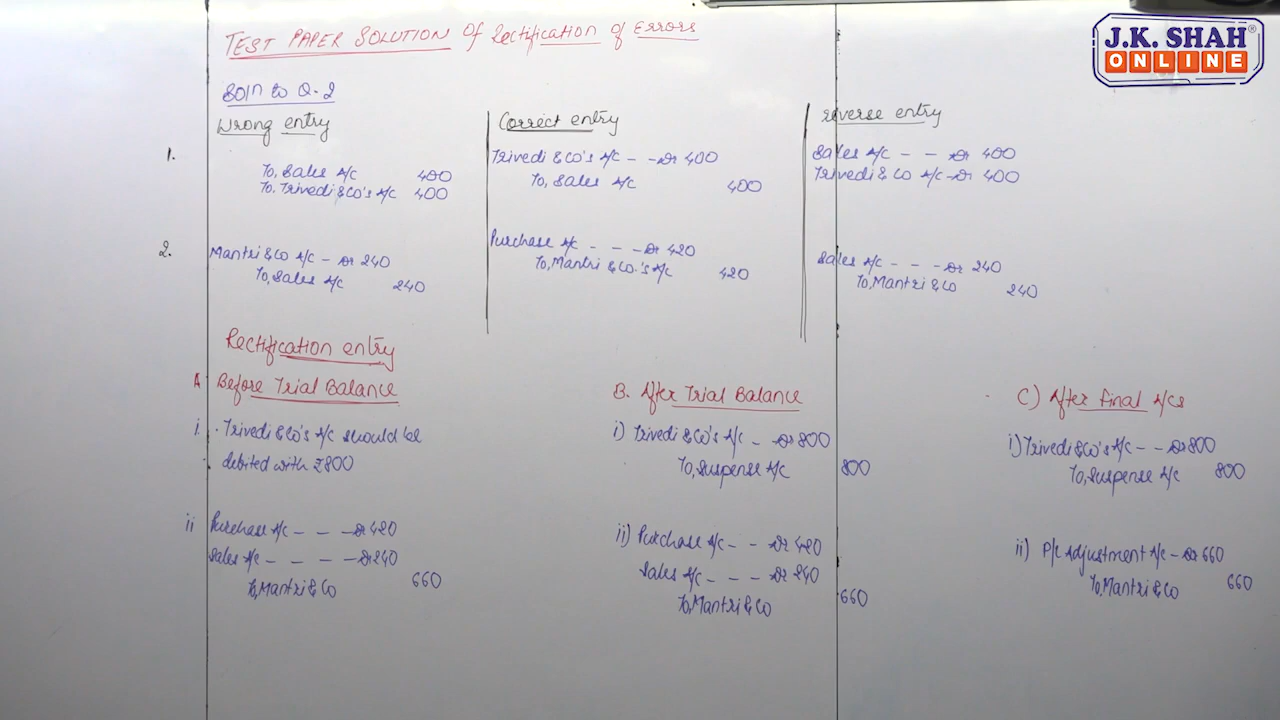 TEST PAPER SOLUTION Of Rectification of Errors
J.K. SHAH®
ONLINE
Soln to Q-2
Wrong entry
Correct entry
reverse entry
1.
To, Sales A/c 400
To, Trivedi & Co's A/c 400
Trivedi & Co's A/c - - Dr 400
To, Sales A/c 400
Sales A/c - - Dr 400
Trivedi & Co A/c - Dr 400
2.
Mantri & Co A/c - Dr 240
To, Sales A/c 240
Purchase A/c - - - Dr 420
To, Mantri & Co.'s A/c 420
Sales A/c - - - Dr 240
To, Mantri & Co 240
Rectification entry
A Before Trial Balance
i. Trivedi & Co's A/c should be
debited with ₹800
ii Purchase A/c - - - Dr 420
Sales A/c - - - - Dr 240
To, Mantri & Co 660
B. After Trial Balance
i) Trivedi & Co's A/c - Dr 800
To, Suspense A/c 800
ii) Purchase A/c - - Dr 420
Sales A/c - - - Dr 240
To, Mantri & Co 660
C) After Final A/cs
i) Trivedi & Co's A/c - - Dr 800
To, Suspense A/c 800
ii) P/L Adjustment A/c - Dr 660
To, Mantri & Co 660